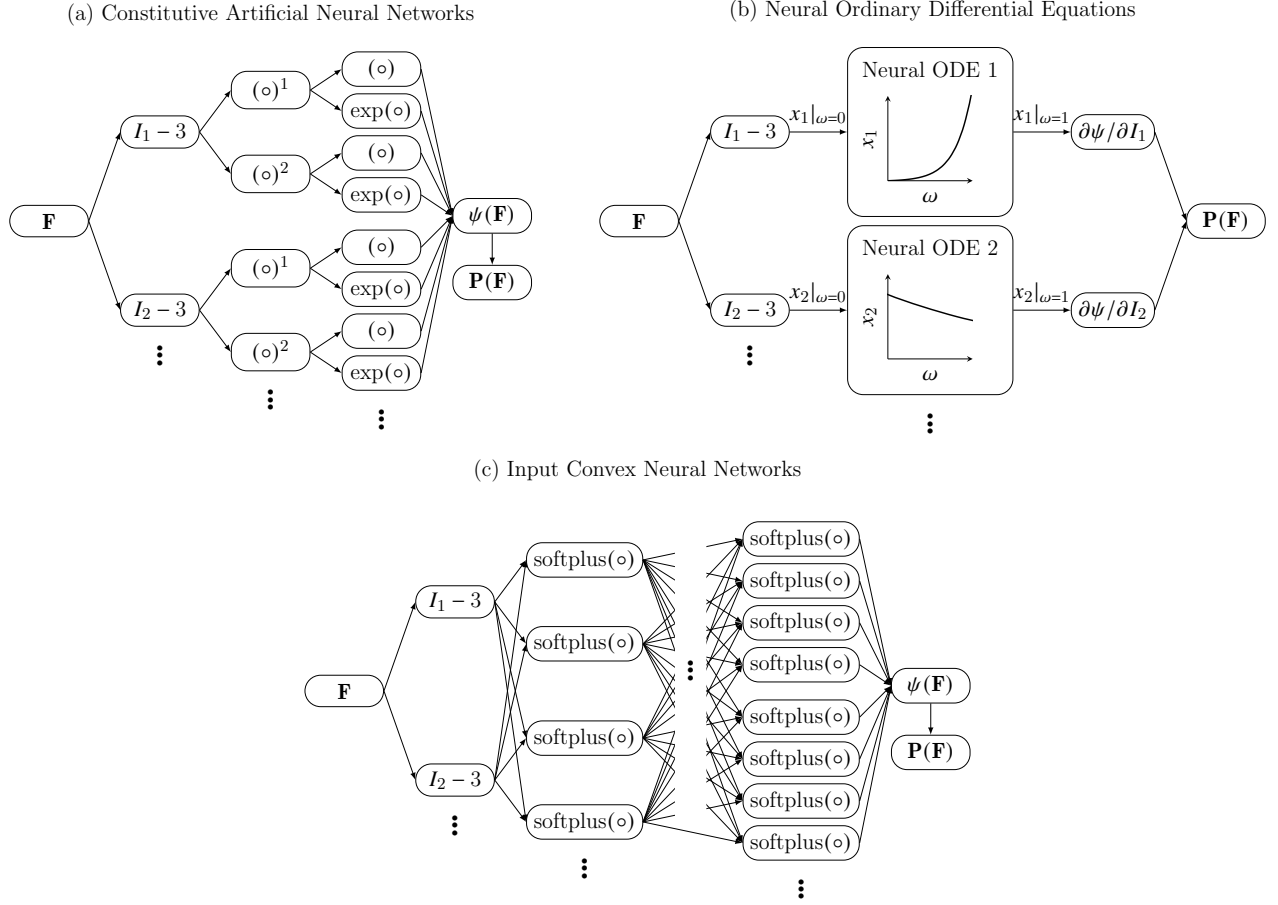 (a) Constitutive Artificial Neural Networks
F
I₁ − 3
I₂ − 3
(∘)¹
(∘)²
(∘)¹
(∘)²
(∘)
exp(∘)
(∘)
exp(∘)
(∘)
exp(∘)
(∘)
exp(∘)
ψ(F)
P(F)
(b) Neural Ordinary Differential Equations
F
I₁ − 3
I₂ − 3
x₁|ω=0
x₂|ω=0
Neural ODE 1
x₁
ω
Neural ODE 2
x₂
ω
x₁|ω=1
x₂|ω=1
∂ψ/∂I₁
∂ψ/∂I₂
P(F)
(c) Input Convex Neural Networks
F
I₁ − 3
I₂ − 3
softplus(∘)
softplus(∘)
softplus(∘)
softplus(∘)
softplus(∘)
softplus(∘)
softplus(∘)
softplus(∘)
softplus(∘)
softplus(∘)
softplus(∘)
softplus(∘)
ψ(F)
P(F)